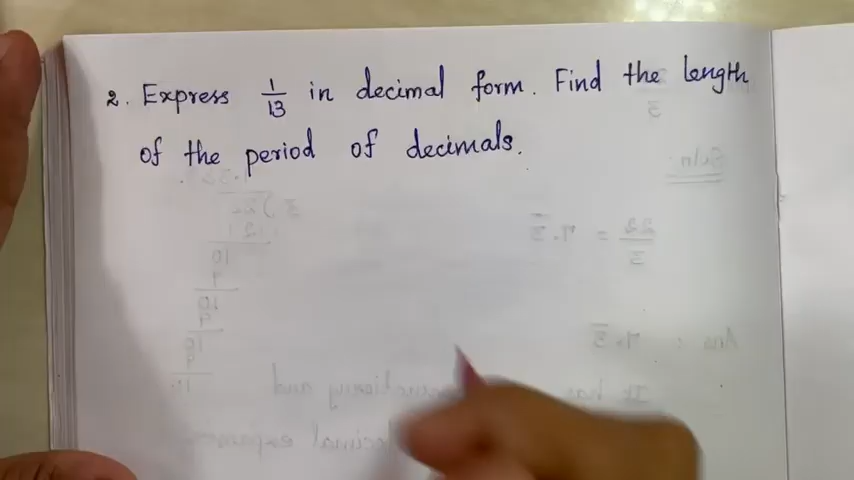 2. Express 1/13 in decimal form. Find the length
of the period of decimals.